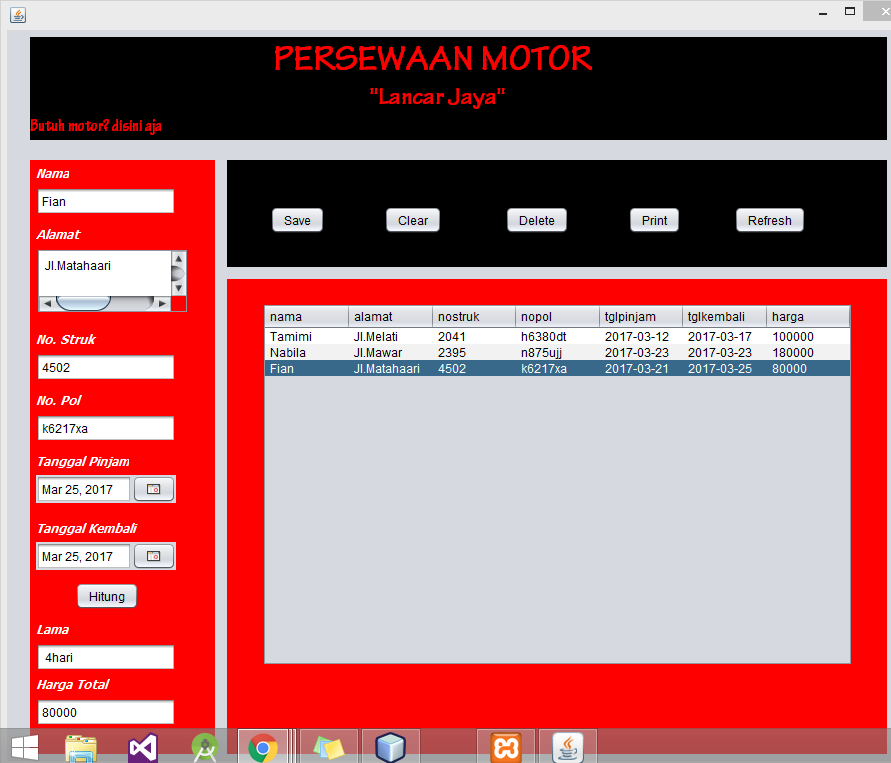 PERSEWAAN MOTOR
"Lancar Jaya"
Butuh motor? disini aja
Nama
Fian
Alamat
Jl.Matahaari
No. Struk
4502
No. Pol
k6217xa
Tanggal Pinjam
Mar 25, 2017
Tanggal Kembali
Mar 25, 2017
Hitung
Lama
4hari
Harga Total
80000
Save Clear Delete Print Refresh
nama alamat nostruk nopol tglpinjam tglkembali harga
Tamimi Jl.Melati 2041 h6380dt 2017-03-12 2017-03-17 100000
Nabila Jl.Mawar 2395 n875ujj 2017-03-23 2017-03-23 180000
Fian Jl.Matahaari 4502 k6217xa 2017-03-21 2017-03-25 80000